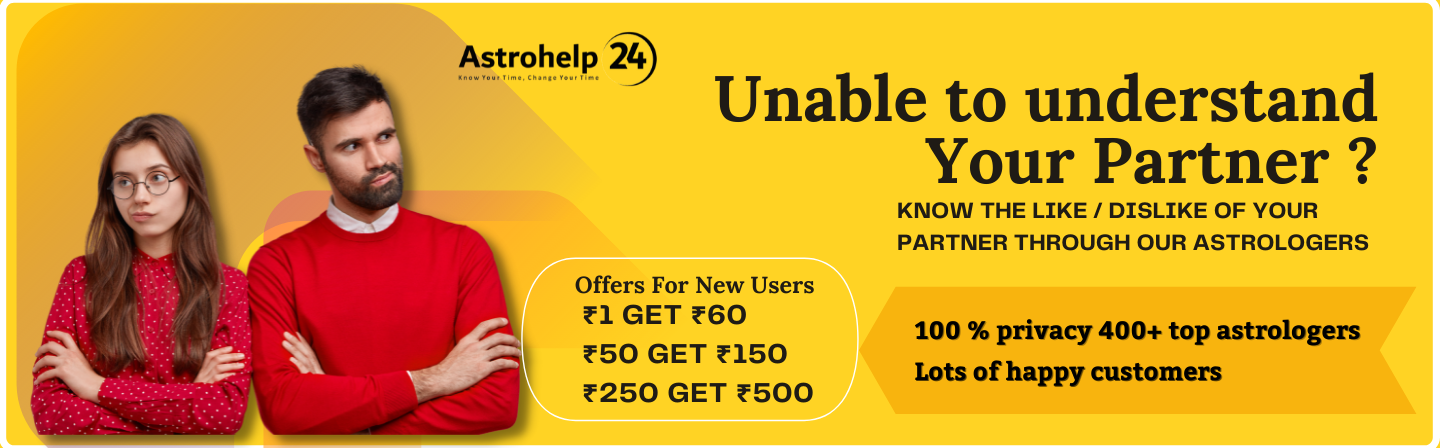 Astrohelp 24
Know Your Time, Change Your Time
Unable to understand
Your Partner ?
KNOW THE LIKE / DISLIKE OF YOUR
PARTNER THROUGH OUR ASTROLOGERS
Offers For New Users
₹1 GET ₹60
₹50 GET ₹150
₹250 GET ₹500
100 % privacy 400+ top astrologers
Lots of happy customers